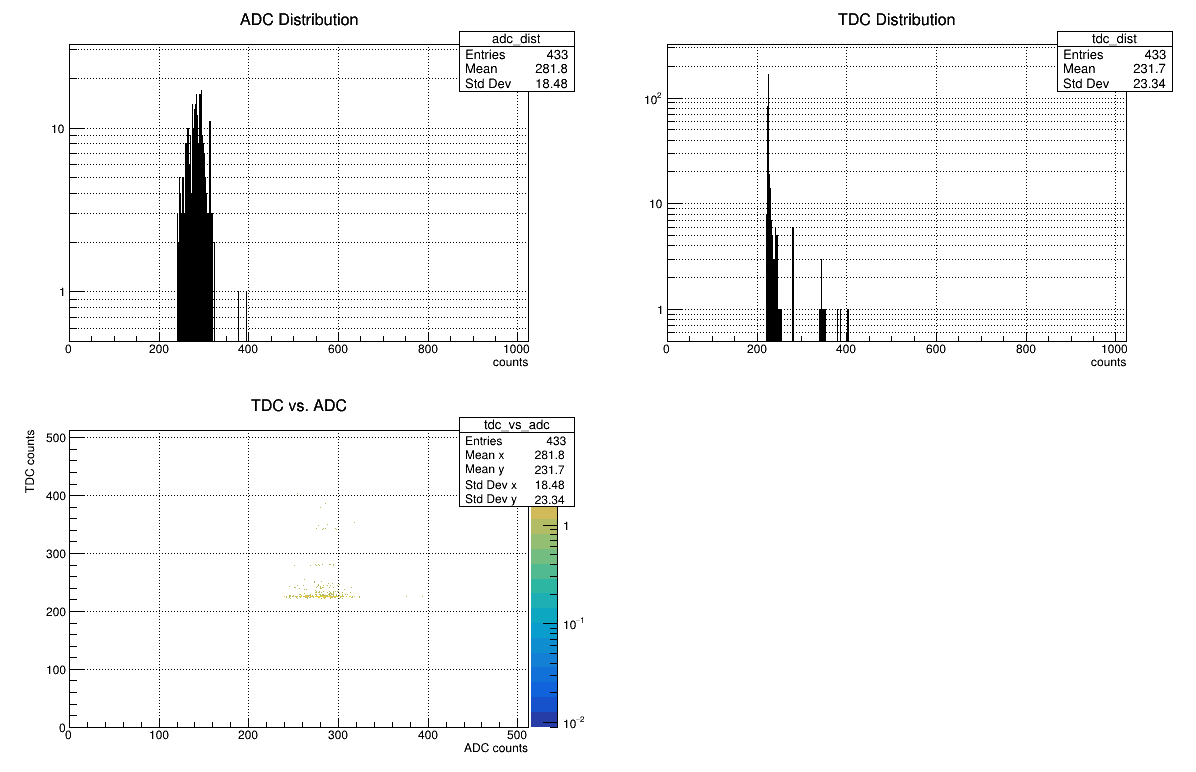 ADC Distribution
adc_dist
Entries 433
Mean 281.8
Std Dev 18.48
10
1
0 200 400 600 800 1000
counts
TDC Distribution
tdc_dist
Entries 433
Mean 231.7
Std Dev 23.34
10²
10
1
0 200 400 600 800 1000
counts
TDC vs. ADC
tdc_vs_adc
Entries 433
Mean x 281.8
Mean y 231.7
Std Dev x 18.48
Std Dev y 23.34
TDC counts
500
400
300
200
100
0
0 100 200 300 400 500
ADC counts
1
10⁻¹
10⁻²